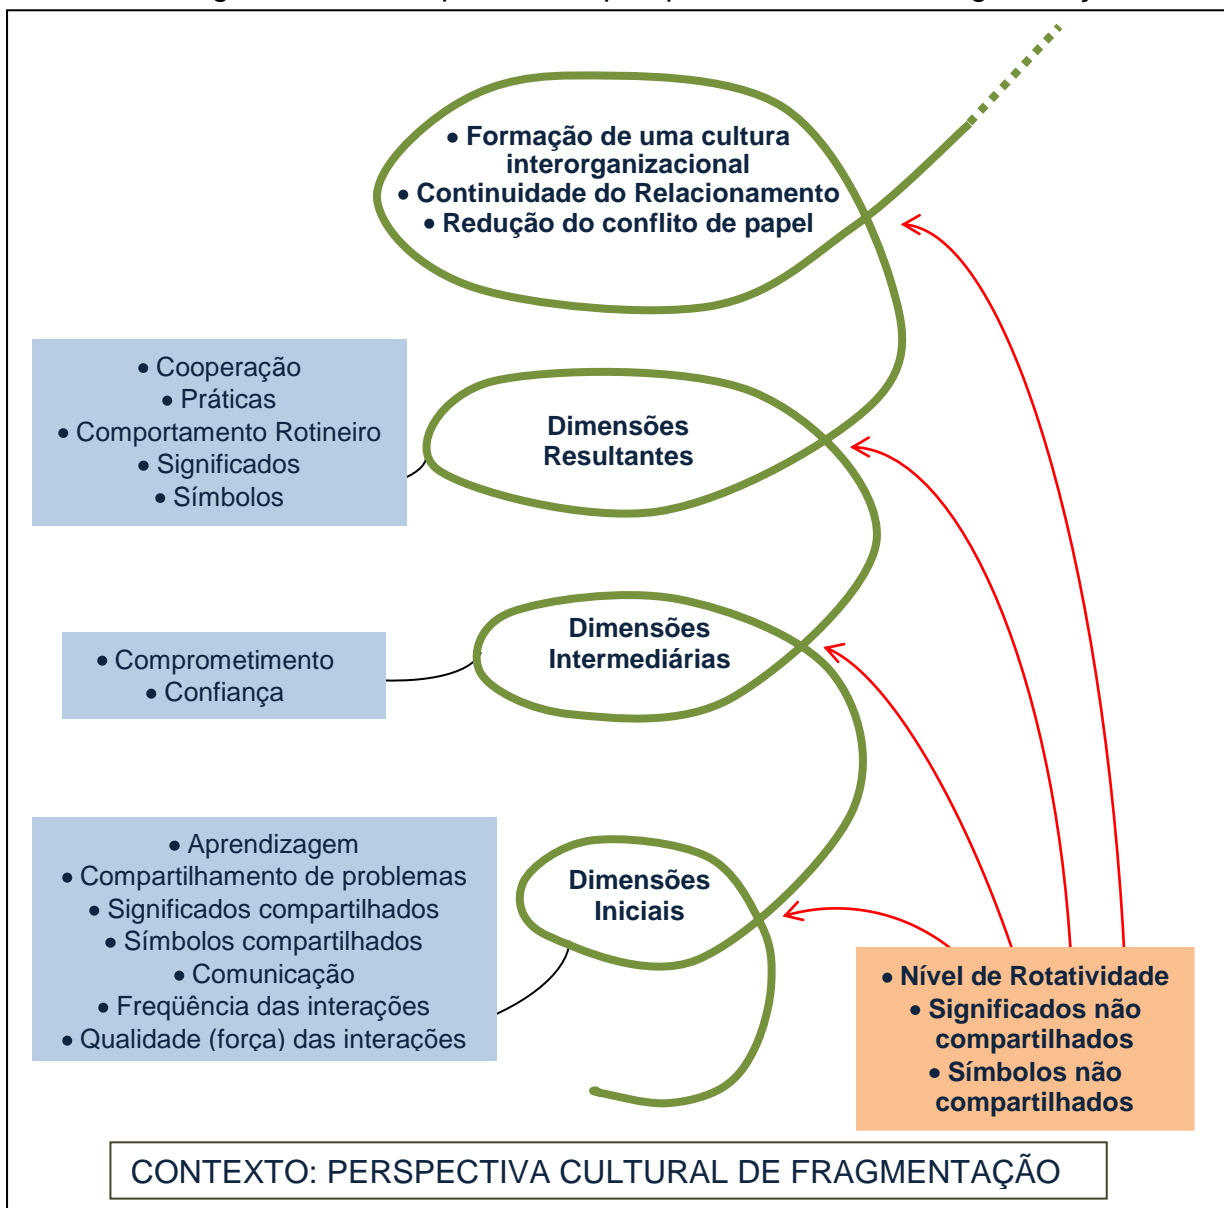 • Formação de uma cultura
interorganizacional
• Continuidade do Relacionamento
• Redução do conflito de papel
• Cooperação
• Práticas
• Comportamento Rotineiro
• Significados
• Símbolos
Dimensões
Resultantes
Dimensões
Intermediárias
• Comprometimento
• Confiança
• Aprendizagem
• Compartilhamento de problemas
• Significados compartilhados
• Símbolos compartilhados
• Comunicação
• Freqüência das interações
• Qualidade (força) das interações
Dimensões
Iniciais
• Nível de Rotatividade
• Significados não
compartilhados
• Símbolos não
compartilhados
CONTEXTO: PERSPECTIVA CULTURAL DE FRAGMENTAÇÃO